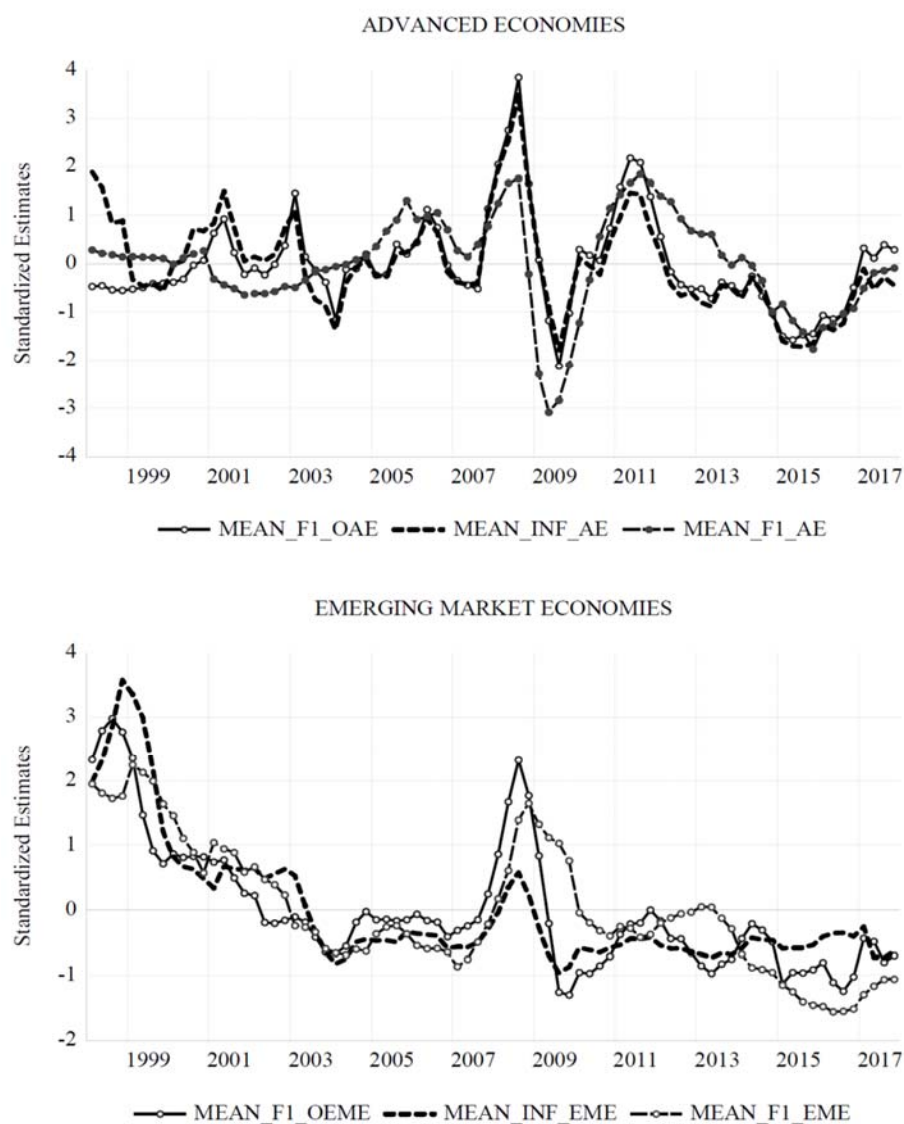 ADVANCED ECONOMIES
Standardized Estimates
4
3
2
1
0
-1
-2
-3
-4
1999 2001 2003 2005 2007 2009 2011 2013 2015 2017
MEAN_F1_OAE MEAN_INF_AE MEAN_F1_AE
EMERGING MARKET ECONOMIES
Standardized Estimates
4
3
2
1
0
-1
-2
1999 2001 2003 2005 2007 2009 2011 2013 2015 2017
MEAN_F1_OEME MEAN_INF_EME MEAN_F1_EME